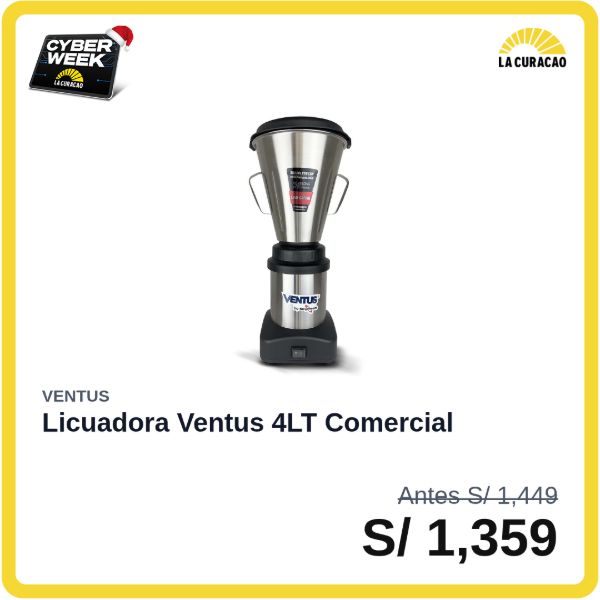 CYBER
WEEK
LA CURACAO
LA CURACAO
VENTUS
VENTUS
Licuadora Ventus 4LT Comercial
Antes S/ 1,449
S/ 1,359